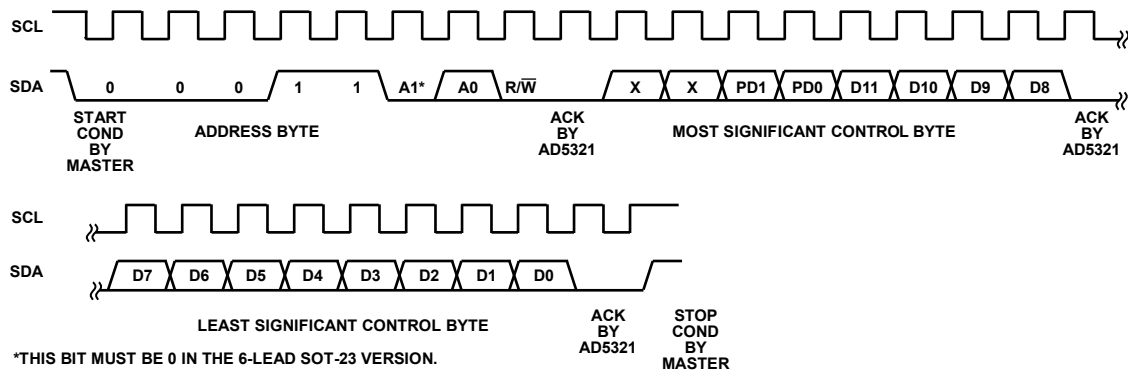 SCL
SDA 0 0 0 1 1 A1* A0 R/W̅ X X PD1 PD0 D11 D10 D9 D8
START COND BY MASTER
ADDRESS BYTE
ACK BY AD5321
MOST SIGNIFICANT CONTROL BYTE
ACK BY AD5321
SCL
SDA D7 D6 D5 D4 D3 D2 D1 D0
LEAST SIGNIFICANT CONTROL BYTE
ACK BY AD5321
STOP COND BY MASTER
*THIS BIT MUST BE 0 IN THE 6-LEAD SOT-23 VERSION.